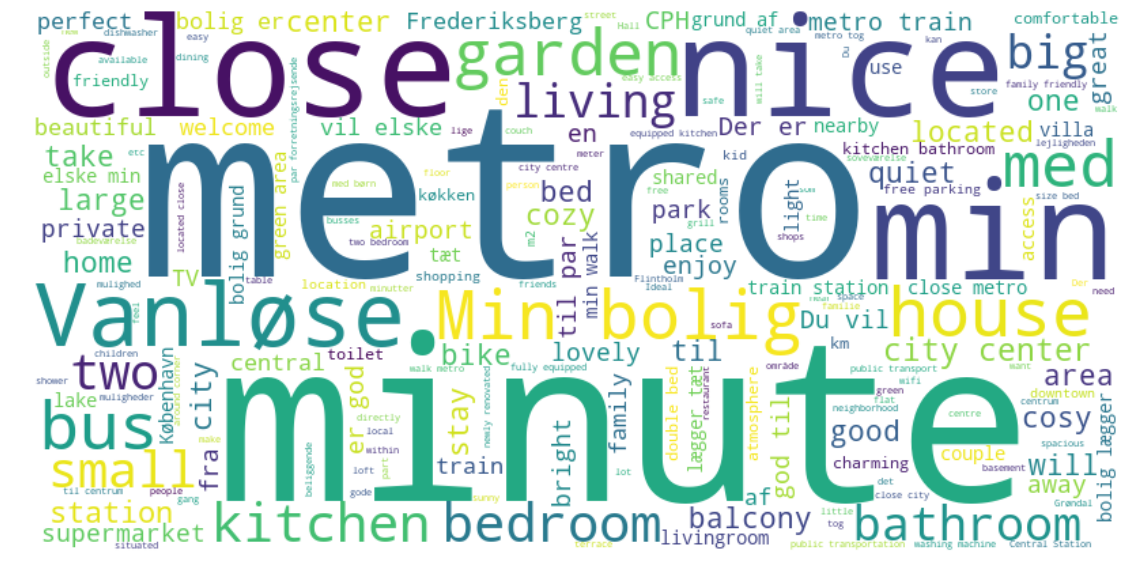 perfect bolig er center Frederiksberg CPH grund af metro train comfortable
close garden nice big great
friendly living use one family friendly
easy dishwasher available dining outside
street Hall quiet area easy access safe will take metro tog Du kan store walk
beautiful welcome vil elske lige den couch en Der er nearby located villa
take etc elske min green area par forretningsrejsende
metro med
equipped kitchen kid kitchen bathroom lejligheden
large med børn floor meter city centre person bed shared free rooms light soveværelse quiet free parking size bed
private located close køkken cozy park grill sum time min
badeværelse busses airport tæt m2 place shops access
home two bedroom shopping friends til par min walk enjoy Flintholm Ideal
mulighed TV bolig grund table location minutter train station close metro Der need
Vanløse Min bolig house
feel familie space sofa Du vil
children central toilet bike lovely til km city center
two København city walk metro fully equipped område public transport want area
shower lake muligheder around corner
bus minute
er god stay family double bed lægger tæt restaurant atmosphere god til
wifi green flat neighborhood centre downtown centrum cosy spacious
directly local within newly renovated bright good couple
small fra make train loft part lot charming basement will bolig lægger
til centrum people gang beliggende gode sunny det close city away
station af little Grøndal
supermarket kitchen bedroom balcony tog bathroom
situated livingroom terrace public transportation washing machine Central Station